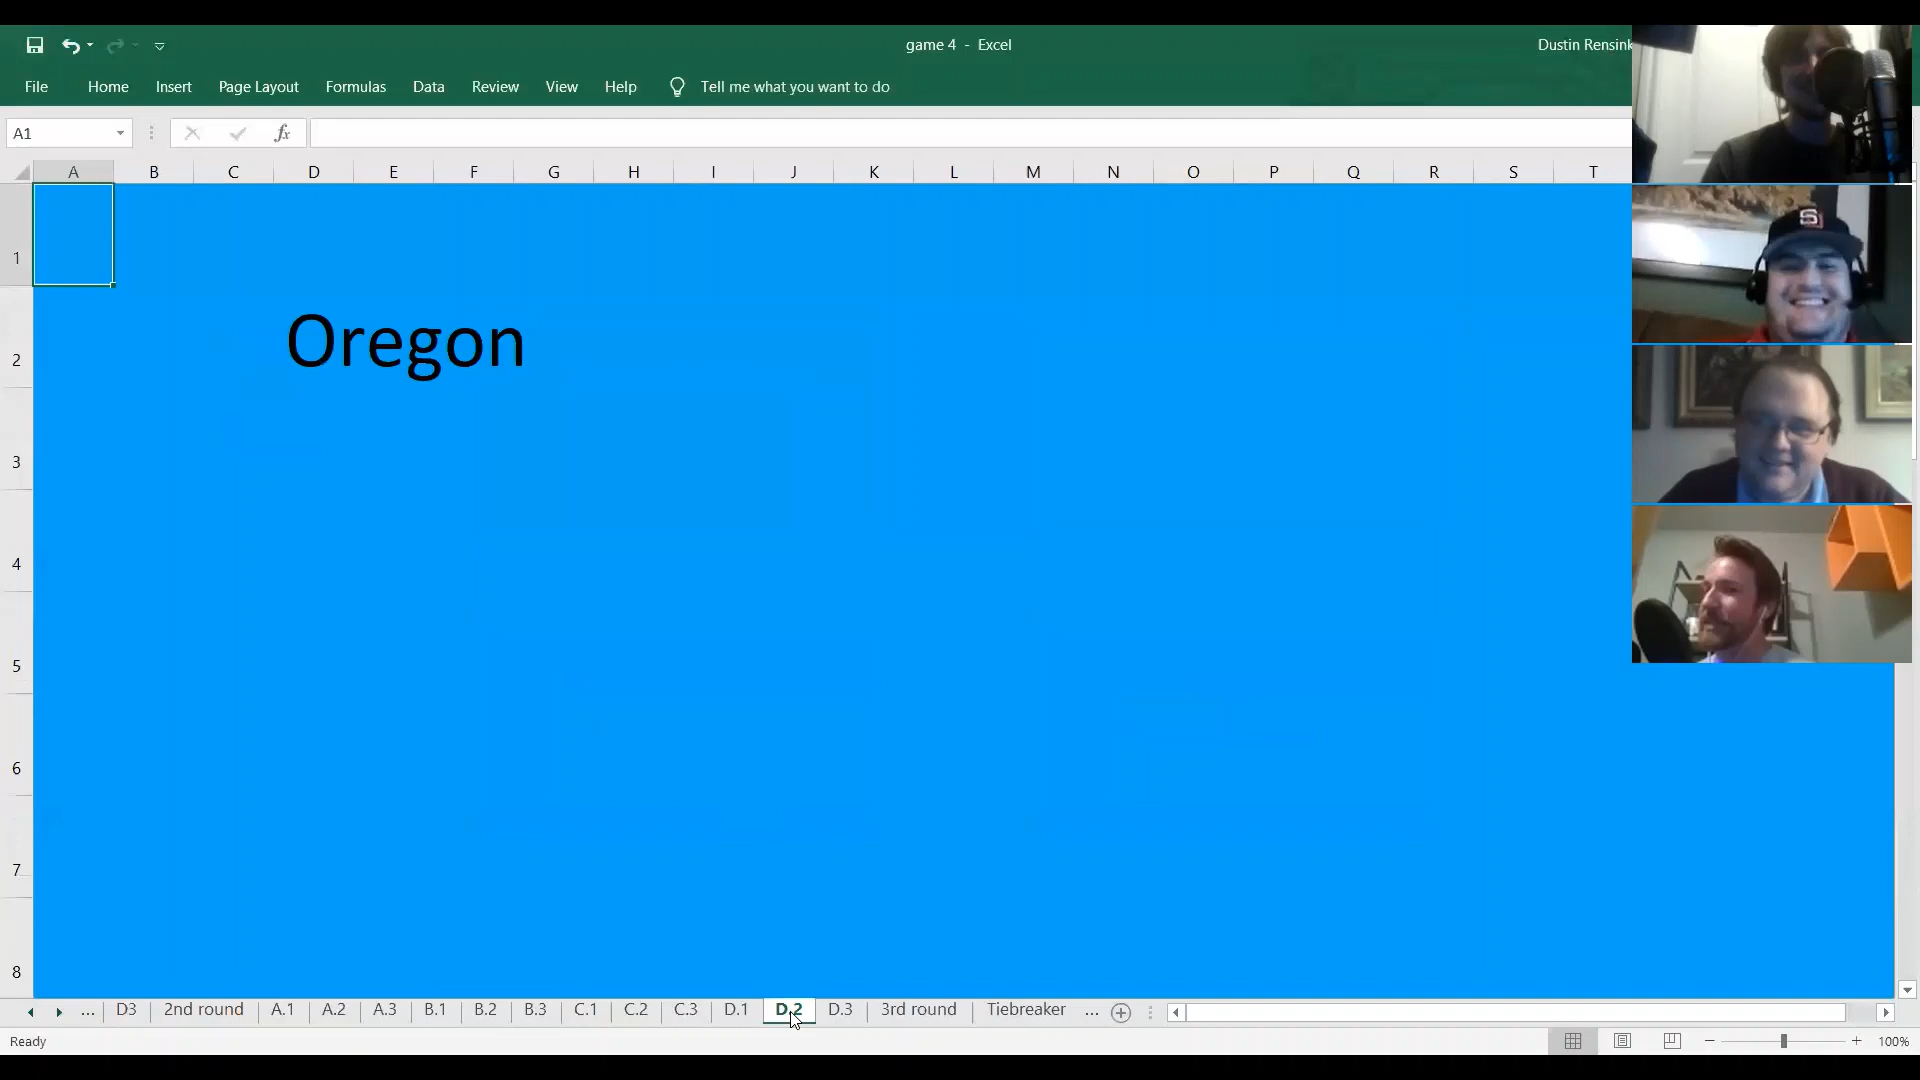 game 4 - Excel
Dustin Rensink
File Home Insert Page Layout Formulas Data Review View Help Tell me what you want to do
A1 fx
A B C D E F G H I J K L M N O P Q R S T
1
Oregon
2
3
4
5
6
7
8
... D3 2nd round A.1 A.2 A.3 B.1 B.2 B.3 C.1 C.2 C.3 D.1 D.2 D.3 3rd round Tiebreaker ...
Ready 100%